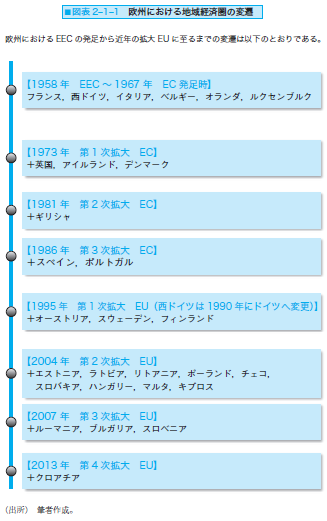 ■図表 2-1-1　欧州における地域経済圏の変遷
欧州における EEC の発足から近年の拡大 EU に至るまでの変遷は以下のとおりである。
【1958 年　EEC ～ 1967 年　EC 発足時】
フランス，西ドイツ，イタリア，ベルギー，オランダ，ルクセンブルク
【1973 年　第 1 次拡大　EC】
＋英国，アイルランド，デンマーク
【1981 年　第 2 次拡大　EC】
＋ギリシャ
【1986 年　第 3 次拡大　EC】
＋スペイン，ポルトガル
【1995 年　第 1 次拡大　EU（西ドイツは 1990 年にドイツへ変更）】
＋オーストリア，スウェーデン，フィンランド
【2004 年　第 2 次拡大　EU】
＋エストニア，ラトビア，リトアニア，ポーランド，チェコ，
スロバキア，ハンガリー，マルタ，キプロス
【2007 年　第 3 次拡大　EU】
＋ルーマニア，ブルガリア，スロベニア
【2013 年　第 4 次拡大　EU】
＋クロアチア
（出所）　筆者作成。